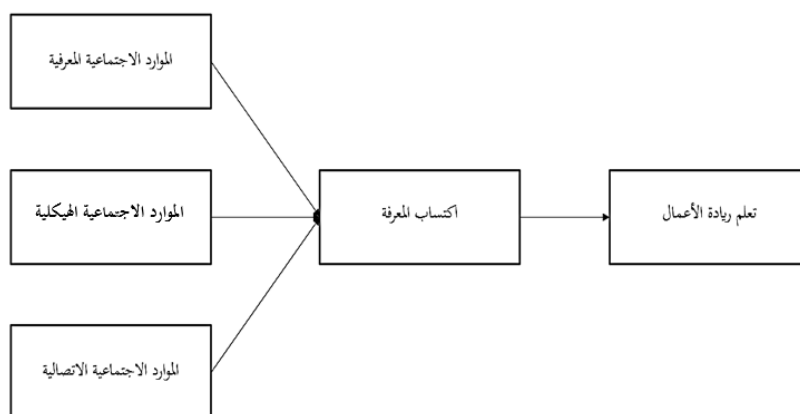 الموارد الاجتماعية المعرفية
الموارد الاجتماعية الهيكلية
اكتساب المعرفة
تعلم ريادة الأعمال
الموارد الاجتماعية الاتصالية